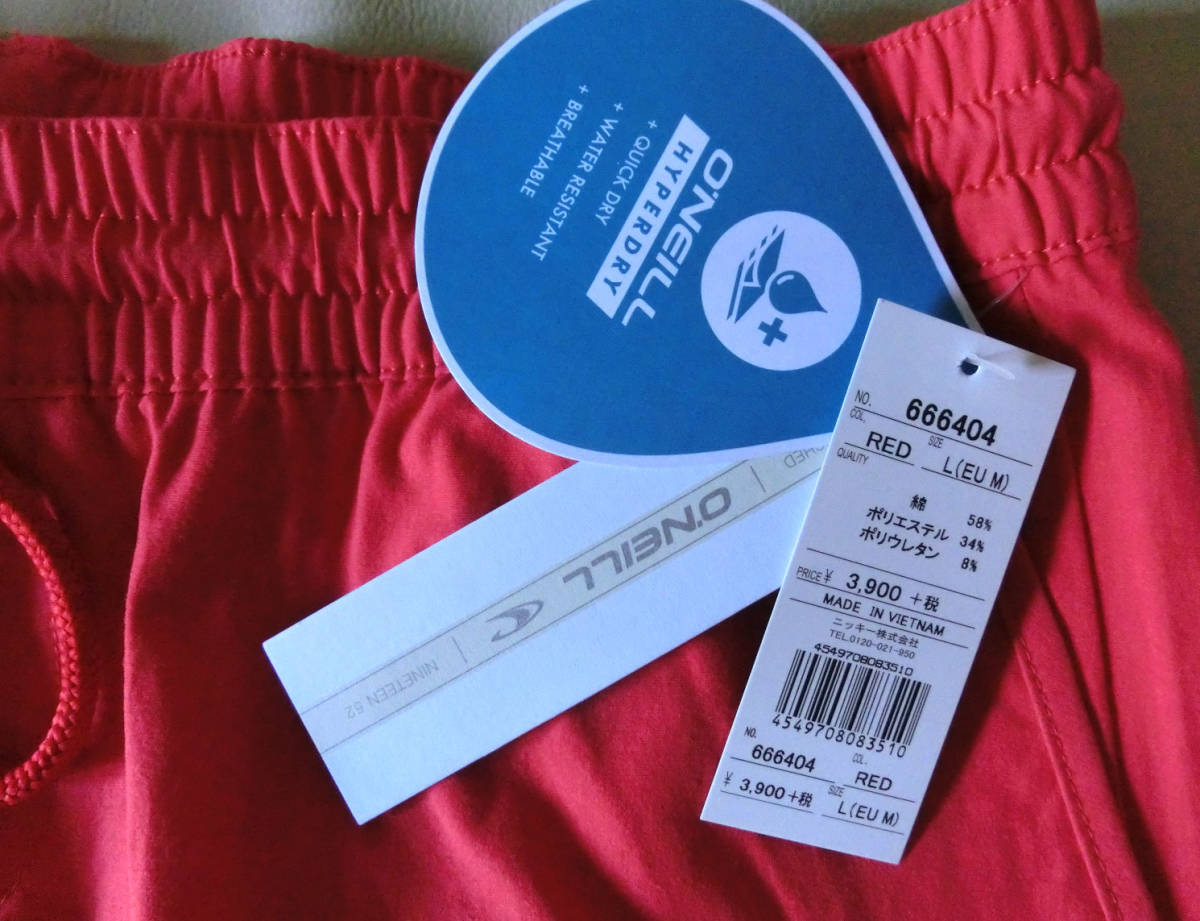 O'NEILL
HYPERDRY
+ QUICK DRY
+ WATER RESISTANT
+ BREATHABLE
O'NEILL
NINETEEN 52
NO. 666404
COL. RED SIZE L(EU M)
QUALITY
綿 58%
ポリエステル 34%
ポリウレタン 8%
PRICE ¥ 3,900 +税
MADE IN VIETNAM
ニッキー株式会社
TEL.0120-021-950
4549708083510
4549708083510
NO. 666404 COL. RED
¥ 3,900+税 SIZE L(EU M)